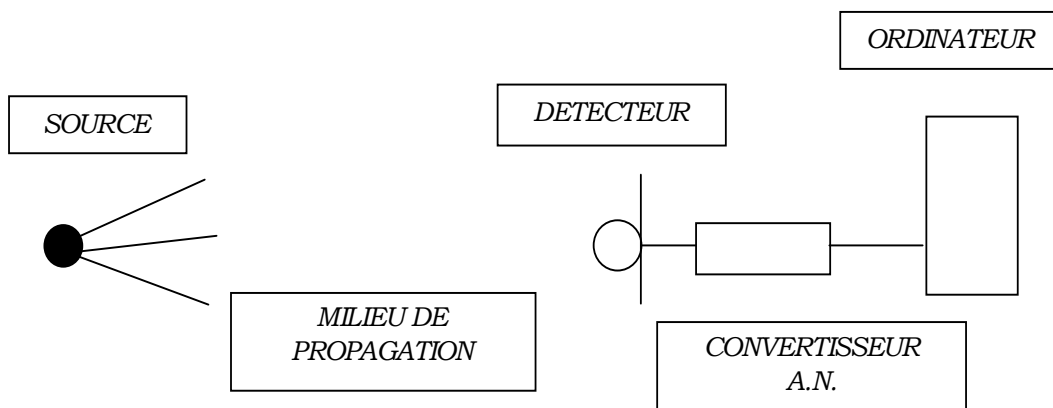 ORDINATEUR
SOURCE
DETECTEUR
MILIEU DE
PROPAGATION
CONVERTISSEUR
A.N.